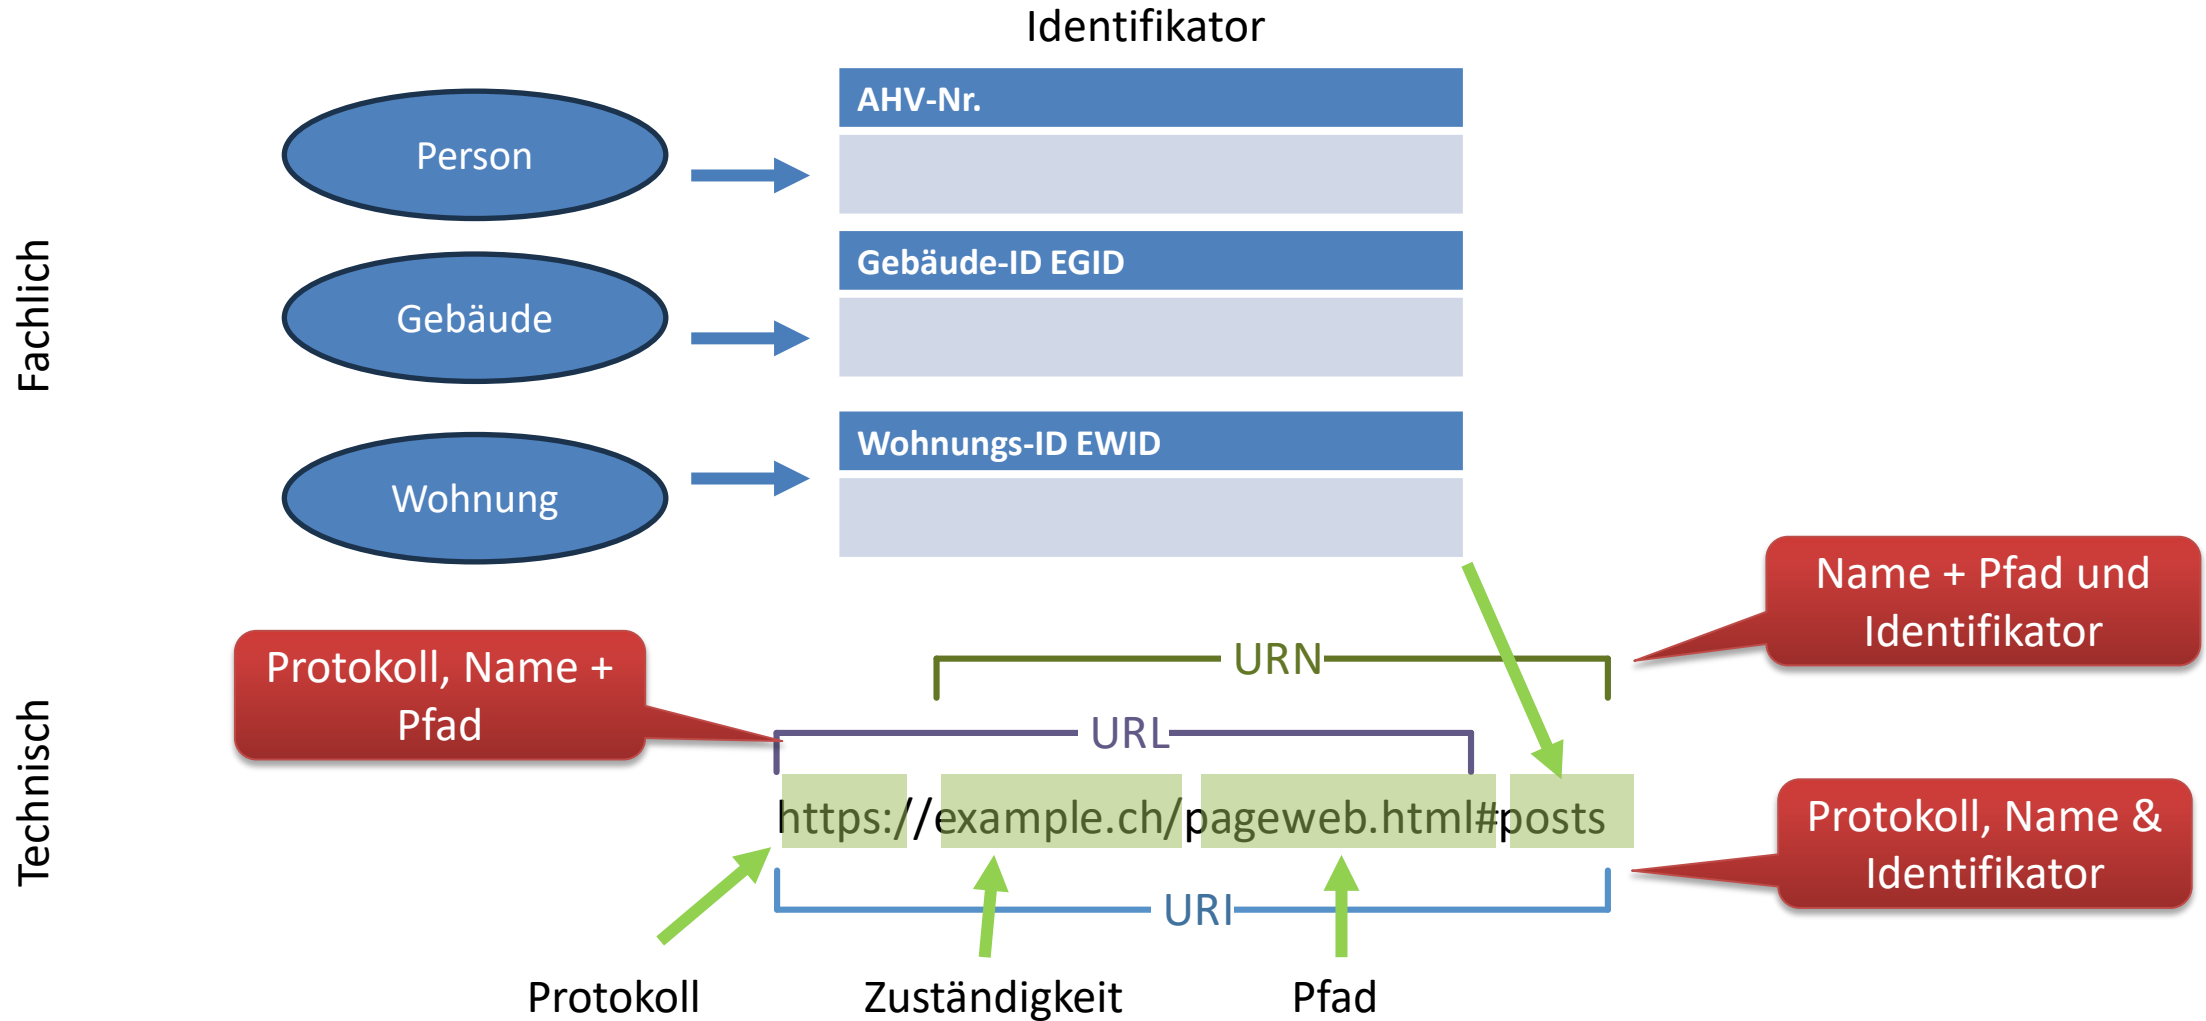 Identifikator
Fachlich
Person
AHV-Nr.
Gebäude
Gebäude-ID EGID
Wohnung
Wohnungs-ID EWID
Technisch
Name + Pfad und
Identifikator
Protokoll, Name +
Pfad
URN
URL
https://example.ch/pageweb.html#posts
Protokoll, Name &
Identifikator
URI
Protokoll
Zuständigkeit
Pfad